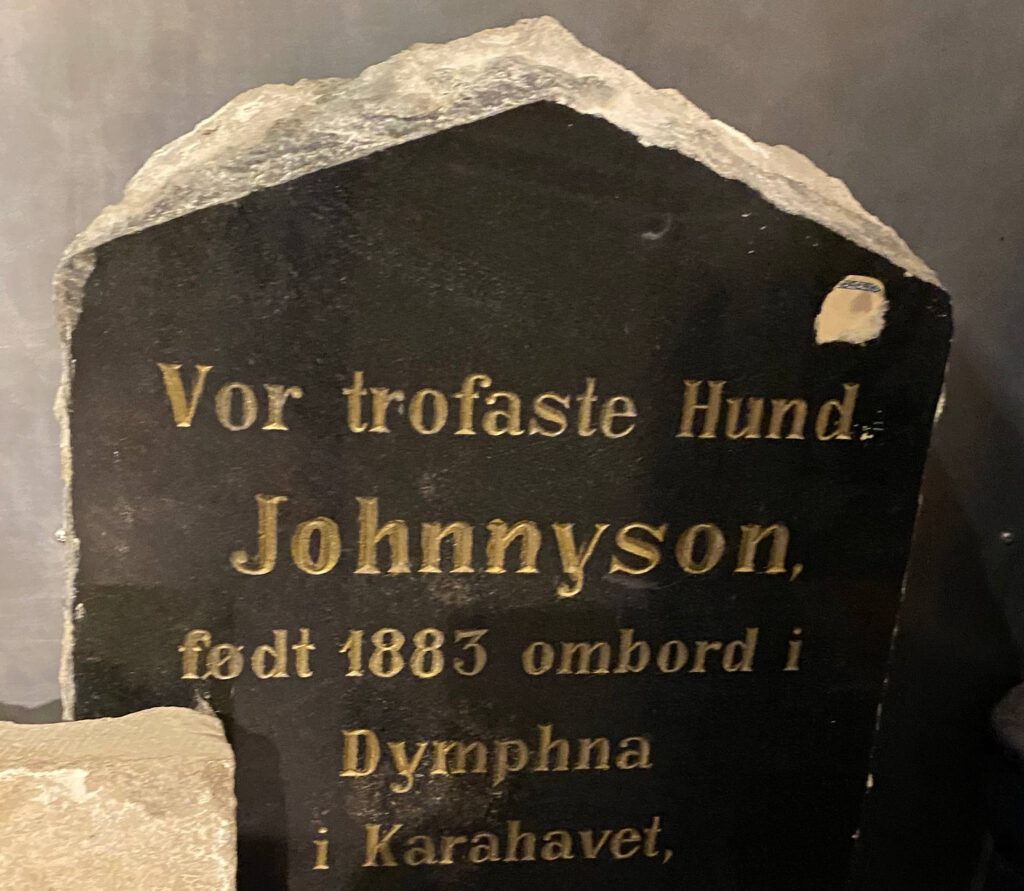 Vor trofaste Hund
Johnnyson,
født 1883 ombord i
Dymphna
i Karahavet,